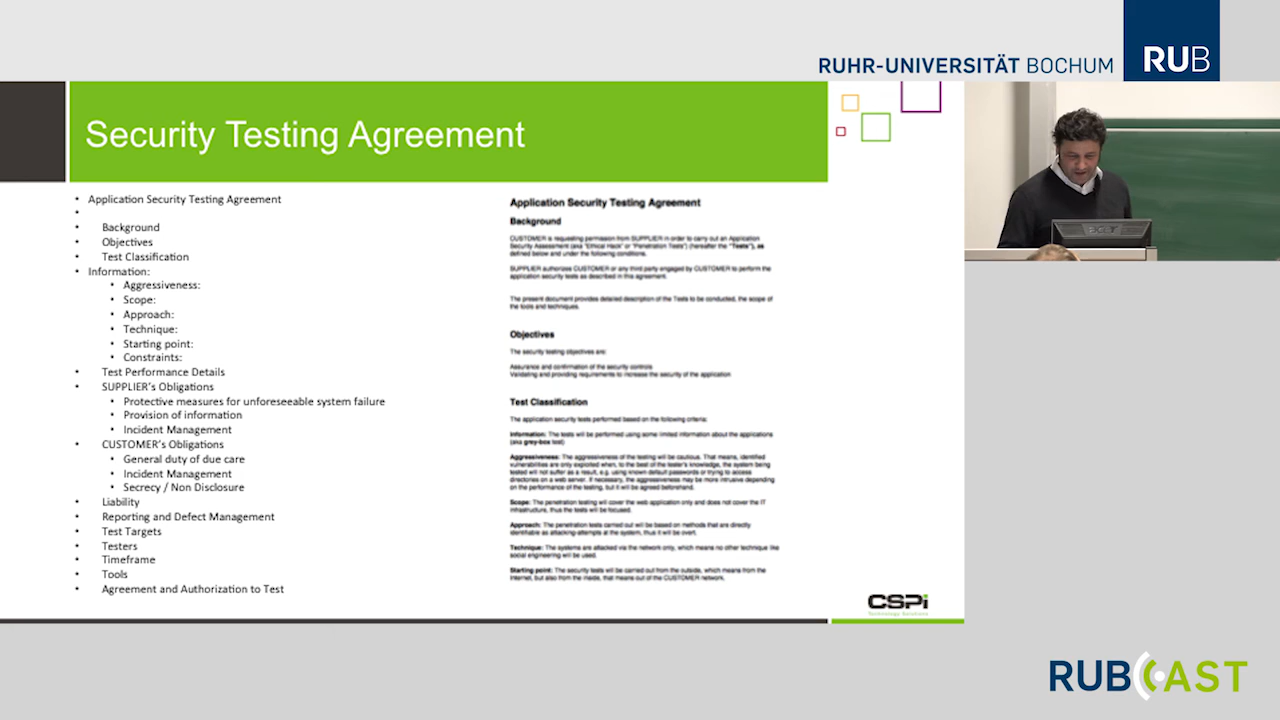 RUHR-UNIVERSITÄT BOCHUM
RUB
Security Testing Agreement
• Application Security Testing Agreement
•
• Background
• Objectives
• Test Classification
• Information:
• Aggressiveness:
• Scope:
• Approach:
• Technique:
• Starting point:
• Constraints:
• Test Performance Details
• SUPPLIER's Obligations
• Protective measures for unforeseeable system failure
• Provision of information
• Incident Management
• CUSTOMER's Obligations
• General duty of due care
• Incident Management
• Secrecy / Non Disclosure
• Liability
• Reporting and Defect Management
• Test Targets
• Testers
• Timeframe
• Tools
• Agreement and Authorization to Test
Application Security Testing Agreement
Background
CUSTOMER is requesting permission from SUPPLIER in order to carry out an Application
Security Assessment (aka "Ethical Hack" or "Penetration Tests") (hereafter the "Tests"), as
defined below and under the following conditions.
SUPPLIER authorize CUSTOMER or any third party engaged by CUSTOMER to perform the
application security tests as described in this agreement.
The present document provides detailed description of the Tests to be conducted, the scope of
the tools and techniques.
Objectives
The security testing objectives are:
Assurance and confirmation of the security controls
Validating and providing requirements to increase the security of the application
Test Classification
The application security tests performed based on the following criteria:
Information: The tests will be performed using some limited information about the applications
(aka grey-box test)
Aggressiveness: The aggressiveness of the testing will be cautious. That means, identified
vulnerabilities are only exploited when, to the best of the tester's knowledge, the system being
tested will not suffer as a result, e.g. using known default passwords or trying to access
directories on a web server. If necessary, the aggressiveness may be more intrusive depending
on the performance of the testing, but it will be agreed beforehand.
Scope: The penetration testing will cover the web application only and does not cover the IT
infrastructure, thus the tests will be focused.
Approach: The penetration tests carried out will be based on methods that are directly
identifiable as attacking attempts at the system, thus it will be overt.
Technique: The systems are attacked via the network only, which means no other technique like
social engineering will be used.
Starting point: The security tests will be carried out from the outside, which means from the
Internet, but also from the inside, that means out of the CUSTOMER network.
CSPi
Technology Solutions
acer
RUBCAST